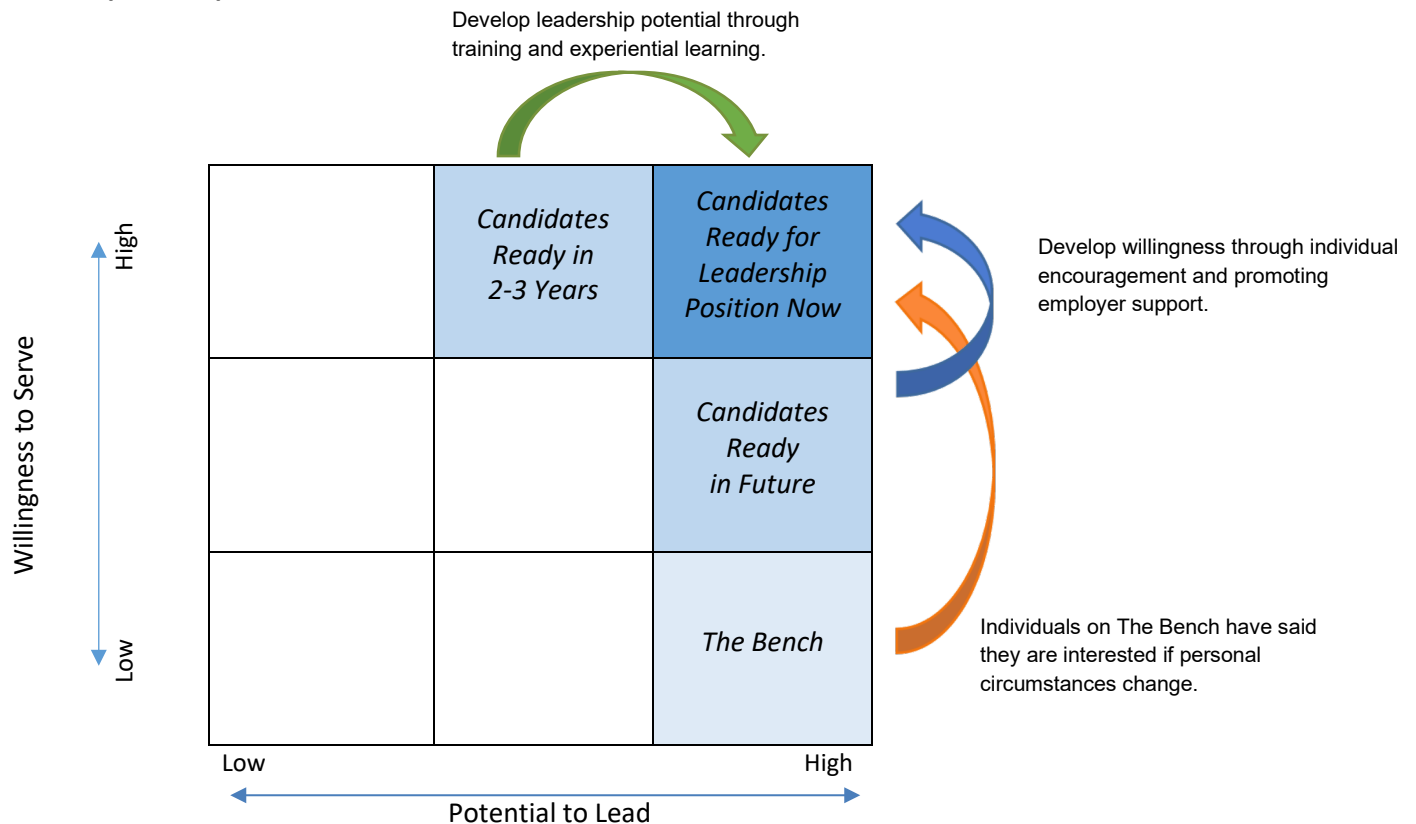 Develop leadership potential through
training and experiential learning.
Candidates
Ready in
2-3 Years
Candidates
Ready for
Leadership
Position Now
High
Develop willingness through individual
encouragement and promoting
employer support.
Willingness to Serve
Candidates
Ready
in Future
Low
The Bench
Individuals on The Bench have said
they are interested if personal
circumstances change.
Low
High
Potential to Lead